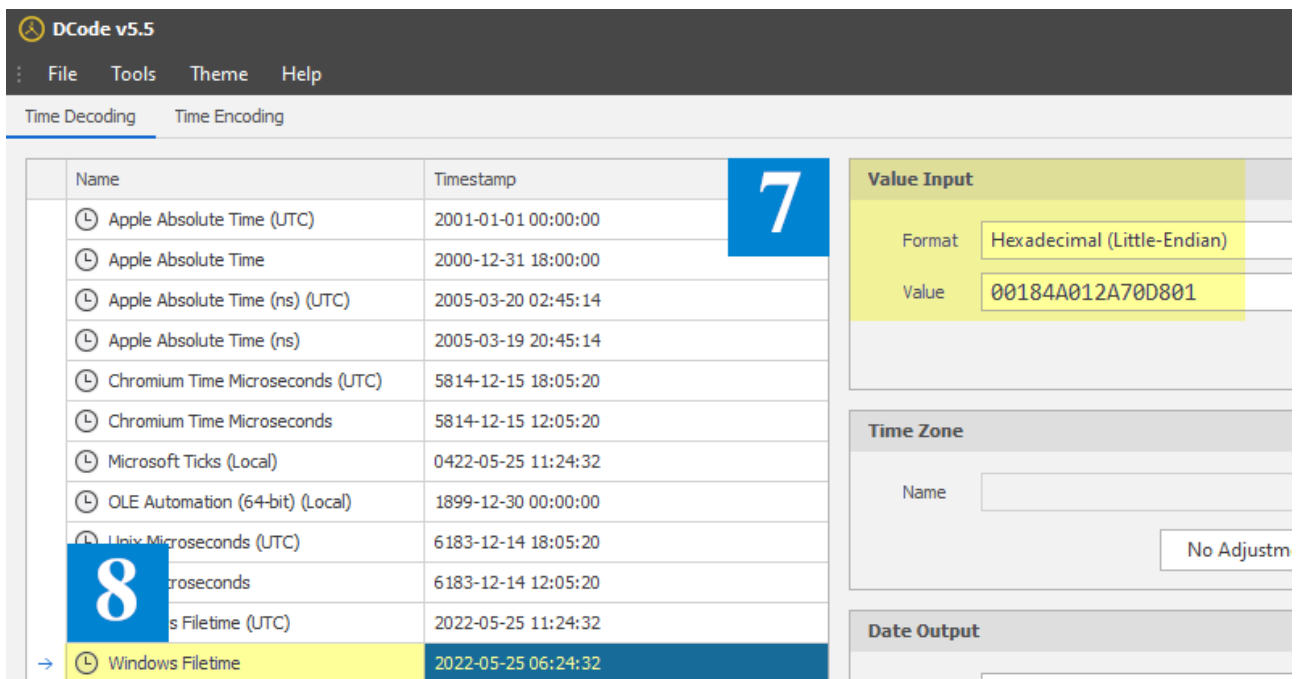 DCode v5.5
File Tools Theme Help
Time Decoding Time Encoding
Name Timestamp
Apple Absolute Time (UTC) 2001-01-01 00:00:00
Apple Absolute Time 2000-12-31 18:00:00
Apple Absolute Time (ns) (UTC) 2005-03-20 02:45:14
Apple Absolute Time (ns) 2005-03-19 20:45:14
Chromium Time Microseconds (UTC) 5814-12-15 18:05:20
Chromium Time Microseconds 5814-12-15 12:05:20
Microsoft Ticks (Local) 0422-05-25 11:24:32
OLE Automation (64-bit) (Local) 1899-12-30 00:00:00
Unix Microseconds (UTC) 6183-12-14 18:05:20
roseconds 6183-12-14 12:05:20
s Filetime (UTC) 2022-05-25 11:24:32
Windows Filetime 2022-05-25 06:24:32
7
8
Value Input
Format Hexadecimal (Little-Endian)
Value 00184A012A70D801
Time Zone
Name
No Adjustm
Date Output